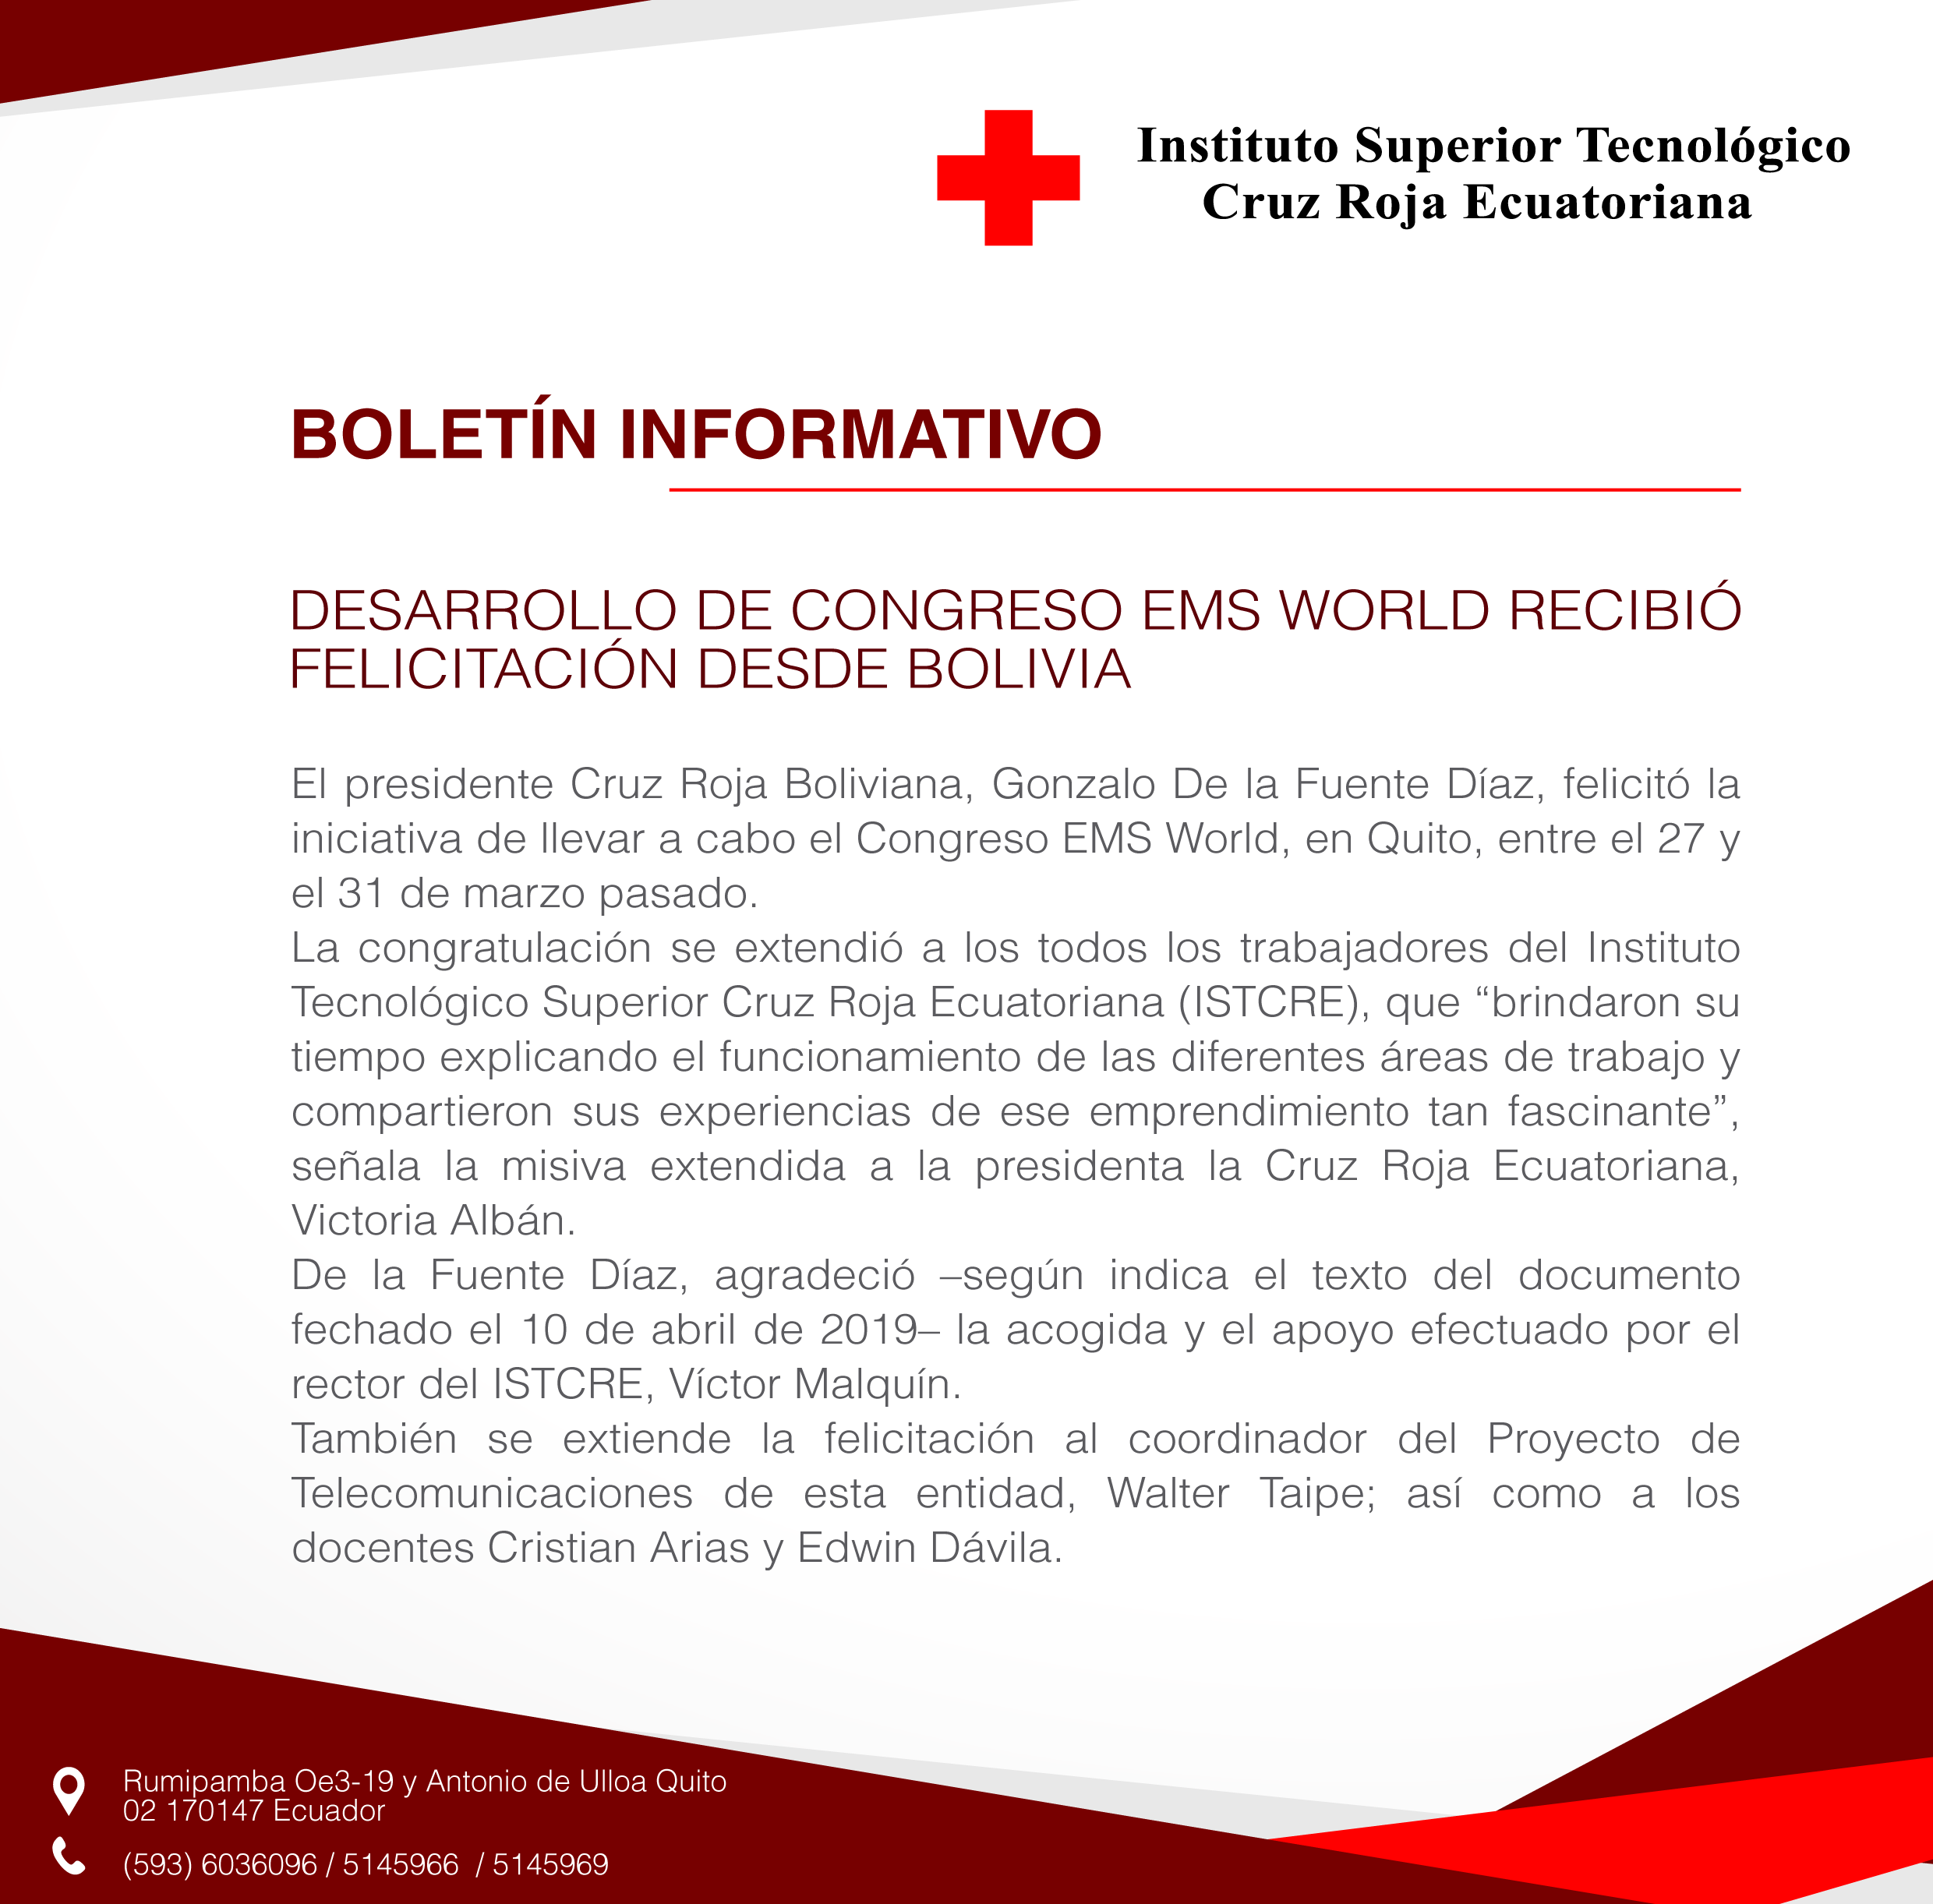 Instituto Superior Tecnológico
Cruz Roja Ecuatoriana
BOLETÍN INFORMATIVO
DESARROLLO DE CONGRESO EMS WORLD RECIBIÓ
FELICITACIÓN DESDE BOLIVIA
El presidente Cruz Roja Boliviana, Gonzalo De la Fuente Díaz, felicitó la
iniciativa de llevar a cabo el Congreso EMS World, en Quito, entre el 27 y
el 31 de marzo pasado.
La congratulación se extendió a los todos los trabajadores del Instituto
Tecnológico Superior Cruz Roja Ecuatoriana (ISTCRE), que “brindaron su
tiempo explicando el funcionamiento de las diferentes áreas de trabajo y
compartieron sus experiencias de ese emprendimiento tan fascinante”,
señala la misiva extendida a la presidenta la Cruz Roja Ecuatoriana,
Victoria Albán.
De la Fuente Díaz, agradeció –según indica el texto del documento
fechado el 10 de abril de 2019– la acogida y el apoyo efectuado por el
rector del ISTCRE, Víctor Malquín.
También se extiende la felicitación al coordinador del Proyecto de
Telecomunicaciones de esta entidad, Walter Taipe; así como a los
docentes Cristian Arias y Edwin Dávila.
Rumipamba Oe3-19 y Antonio de Ulloa Quito
02 170147 Ecuador
(593) 6036096 / 5145966 / 5145969